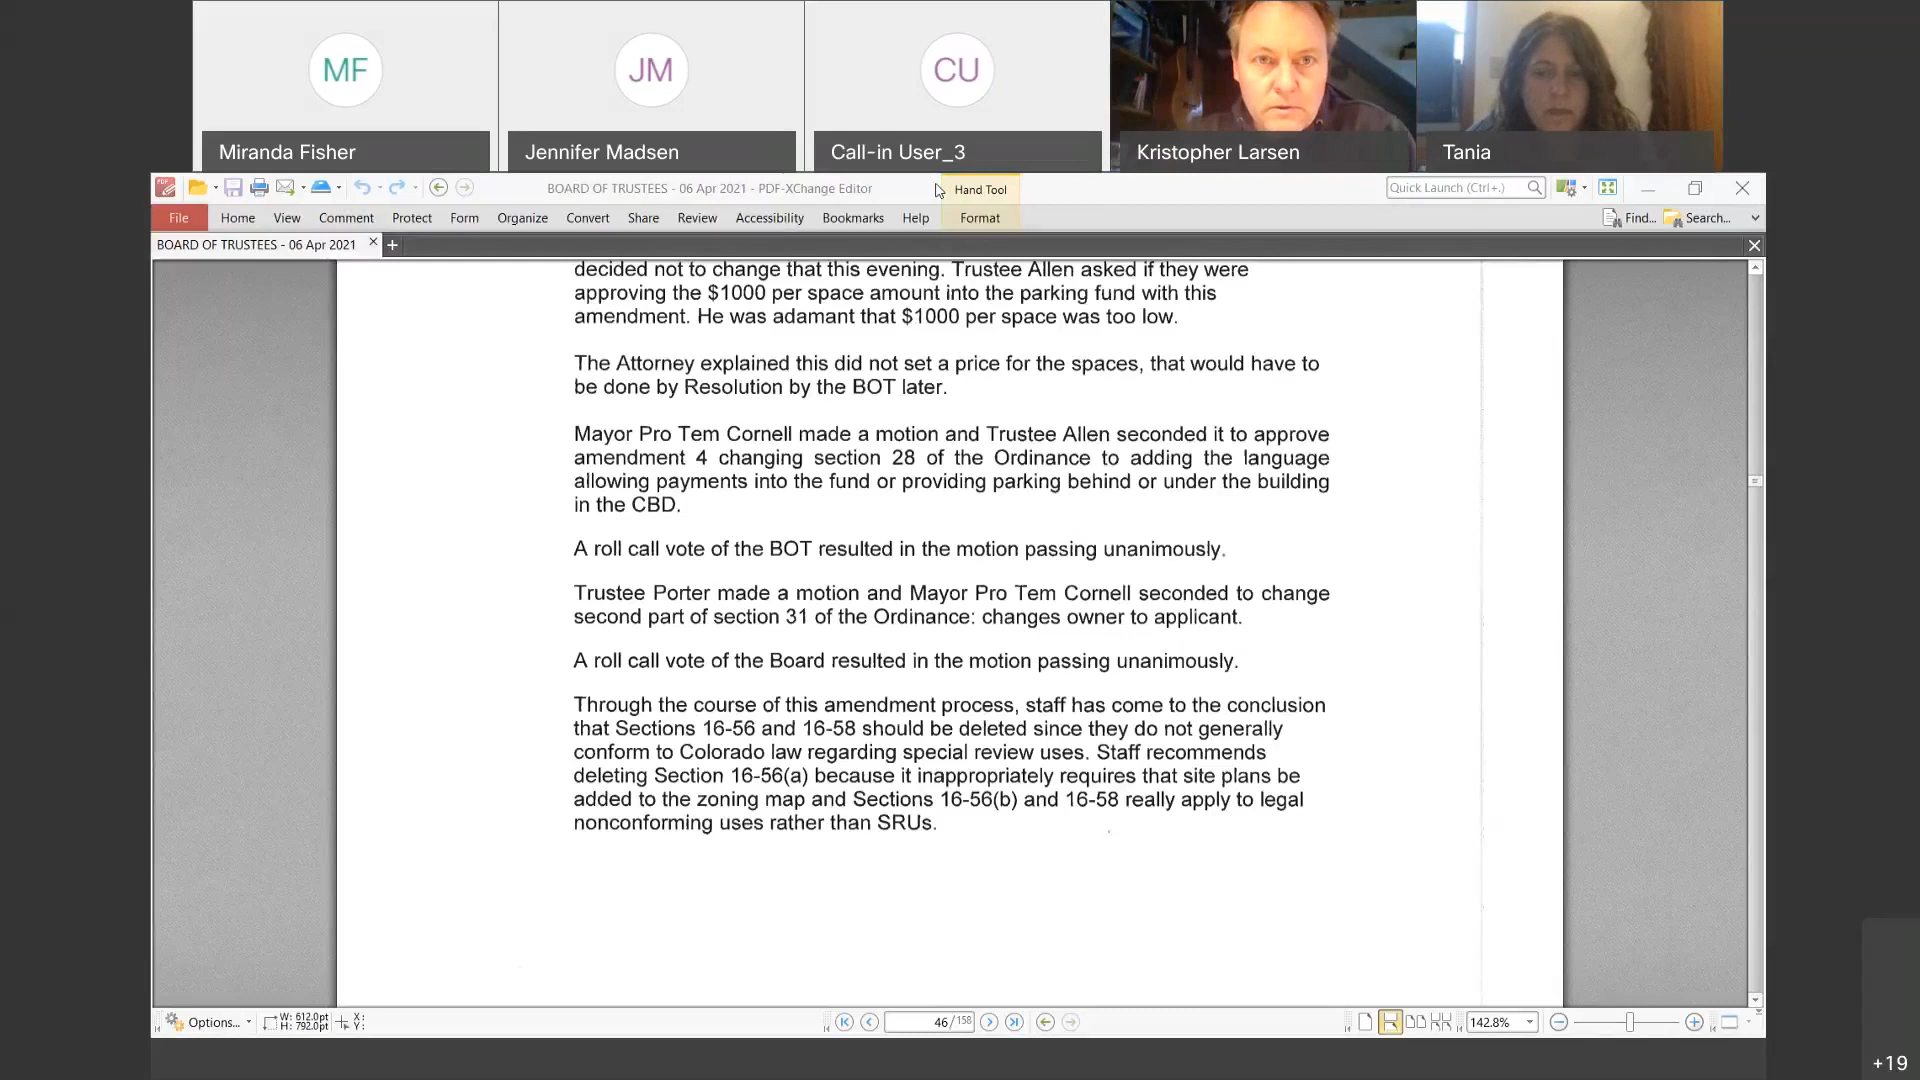 MF
JM
CU
Miranda Fisher
Jennifer Madsen
Call-in User_3
Kristopher Larsen
Tania
BOARD OF TRUSTEES - 06 Apr 2021 - PDF-XChange Editor
Hand Tool
Quick Launch (Ctrl+.)
File
Home
View
Comment
Protect
Form
Organize
Convert
Share
Review
Accessibility
Bookmarks
Help
Format
Find...
Search...
BOARD OF TRUSTEES - 06 Apr 2021
decided not to change that this evening. Trustee Allen asked if they were
approving the $1000 per space amount into the parking fund with this
amendment. He was adamant that $1000 per space was too low.
The Attorney explained this did not set a price for the spaces, that would have to
be done by Resolution by the BOT later.
Mayor Pro Tem Cornell made a motion and Trustee Allen seconded it to approve
amendment 4 changing section 28 of the Ordinance to adding the language
allowing payments into the fund or providing parking behind or under the building
in the CBD.
A roll call vote of the BOT resulted in the motion passing unanimously.
Trustee Porter made a motion and Mayor Pro Tem Cornell seconded to change
second part of section 31 of the Ordinance: changes owner to applicant.
A roll call vote of the Board resulted in the motion passing unanimously.
Through the course of this amendment process, staff has come to the conclusion
that Sections 16-56 and 16-58 should be deleted since they do not generally
conform to Colorado law regarding special review uses. Staff recommends
deleting Section 16-56(a) because it inappropriately requires that site plans be
added to the zoning map and Sections 16-56(b) and 16-58 really apply to legal
nonconforming uses rather than SRUs.
Options...
W: 612.0pt
H: 792.0pt
X:
Y:
46 / 158
142.8%
+19